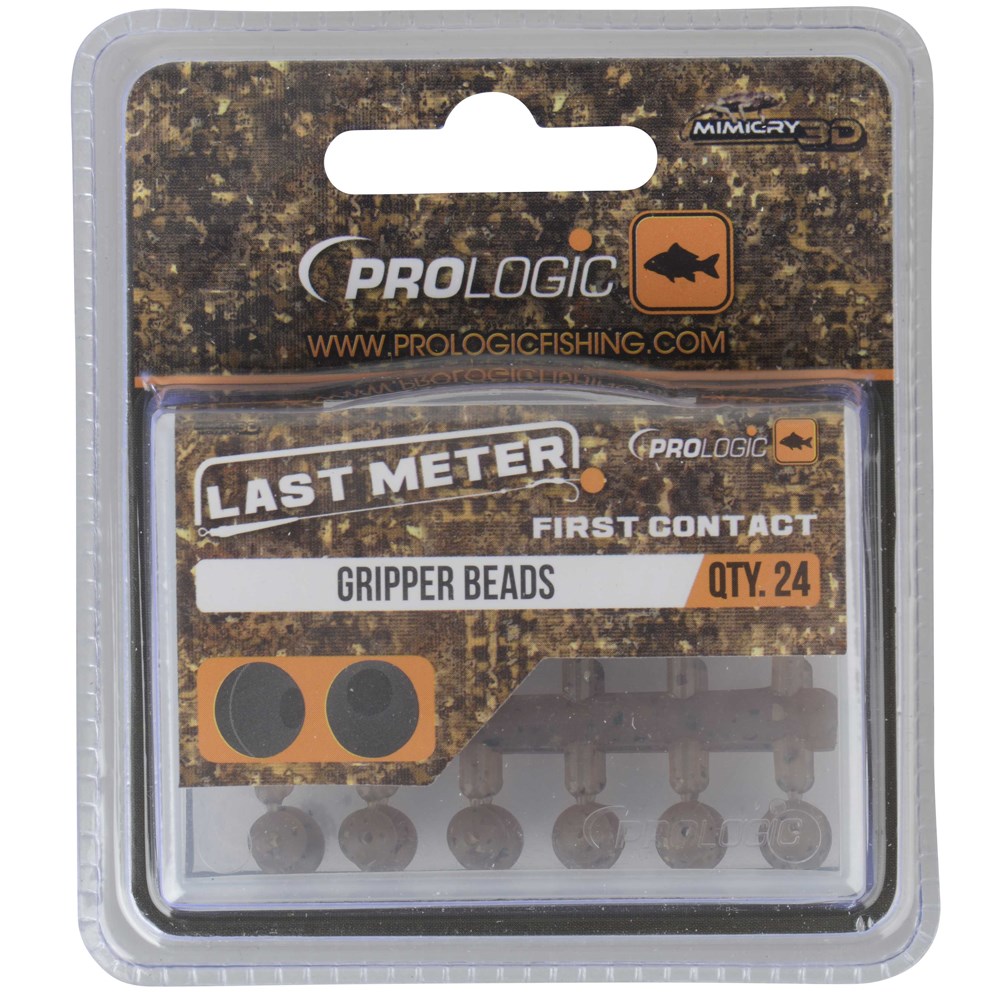 MIMICRY 3D
PROLOGIC
WWW.PROLOGICFISHING.COM
PROLOGIC
LAST METER
FIRST CONTACT
GRIPPER BEADS QTY. 24
PROLOGIC